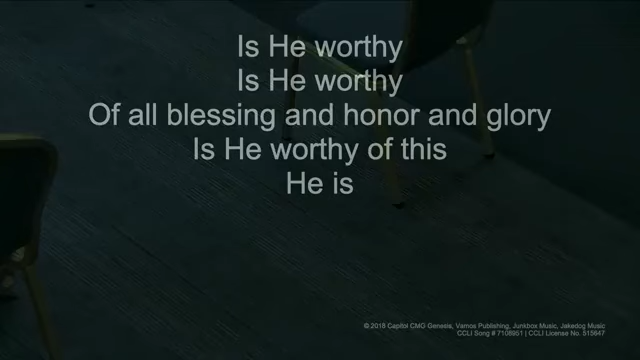 Is He worthy
Is He worthy
Of all blessing and honor and glory
Is He worthy of this
He is
© 2018 Capitol CMG Genesis, Vamos Publishing, Junkbox Music, Jakedog Music
CCLI Song # 7108951 | CCLI License No. 515647